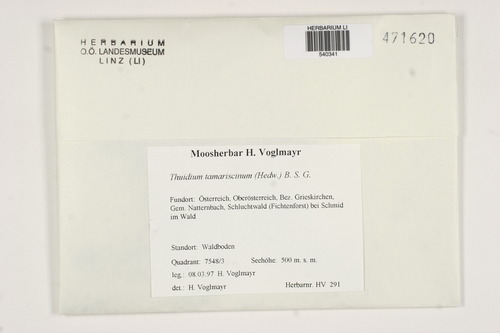 HERBARIUM
O.Ö. LANDESMUSEUM
LINZ (LI)
HERBARIUM LI
540341
471620
Moosherbar H. Voglmayr
Thuidium tamariscinum (Hedw.) B. S. G.
Fundort: Österreich, Oberösterreich, Bez. Grieskirchen,
Gem. Natternbach, Schluchtwald (Fichtenforst) bei Schmid
im Wald
Standort: Waldboden
Quadrant: 7548/3 Seehöhe: 500 m. s. m.
leg.: 08.03.97 H. Voglmayr
det.: H. Voglmayr Herbarnr. HV 291